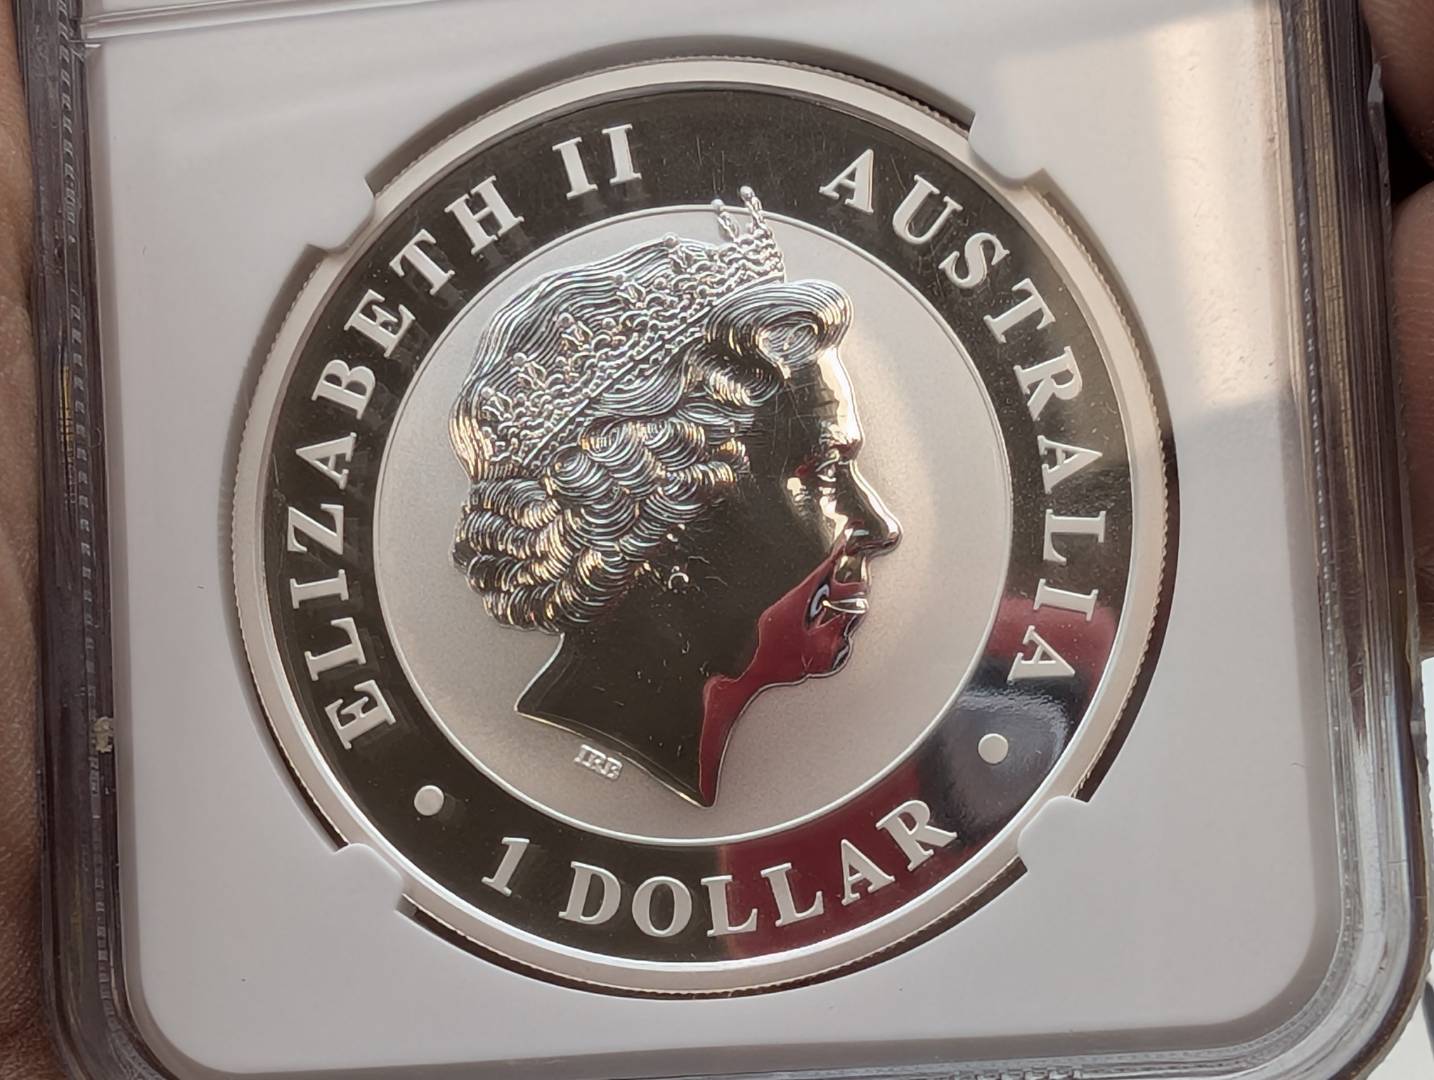 ELIZABETH II AUSTRALIA
IRB
• 1 DOLLAR •